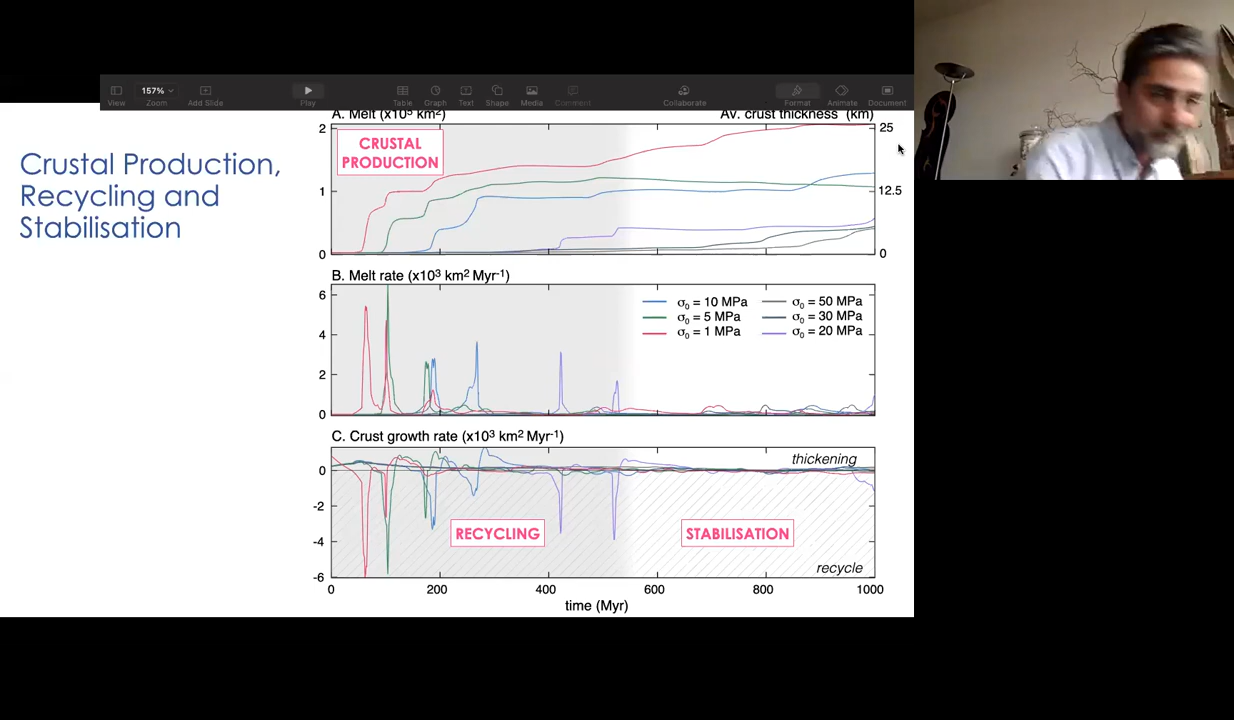 157%
View
Zoom
Add Slide
Play
Table
Graph
Text
Shape
Media
Comment
Collaborate
Format
Animate
Document
Crustal Production,
Recycling and
Stabilisation
A. Melt (x10⁵ km²)
Av. crust thickness (km)
CRUSTAL
PRODUCTION
2
1
0
25
12.5
0
B. Melt rate (x10³ km² Myr⁻¹)
6
4
2
0
σ₀ = 10 MPa
σ₀ = 5 MPa
σ₀ = 1 MPa
σ₀ = 50 MPa
σ₀ = 30 MPa
σ₀ = 20 MPa
C. Crust growth rate (x10³ km² Myr⁻¹)
thickening
0
-2
-4
-6
RECYCLING
STABILISATION
recycle
0 200 400 600 800 1000
time (Myr)